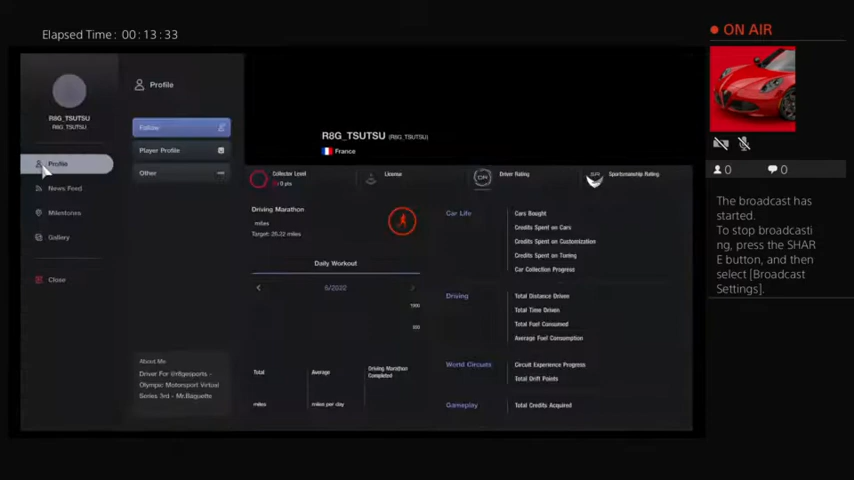 Elapsed Time : 00:13:33
ON AIR
R8G_TSUTSU
R8G_TSUTSU
Profile
News Feed
Milestones
Gallery
Close
Profile
Follow
Player Profile
Other
About Me
Driver For @r8gesports -
Olympic Motorsport Virtual
Series 3rd - Mr.Baguette
R8G_TSUTSU (R8G_TSUTSU)
France
Collector Level
0 pts
License
DR
Driver Rating
SR
Sportsmanship Rating
Driving Marathon
miles
Target: 26.22 miles
Daily Workout
6/2022
Total
Average
Driving Marathon
Completed
miles
miles per day
Car Life
Cars Bought
Credits Spent on Cars
Credits Spent on Customization
Credits Spent on Tuning
Car Collection Progress
Driving
Total Distance Driven
Total Time Driven
Total Fuel Consumed
Average Fuel Consumption
World Circuits
Circuit Experience Progress
Total Drift Points
Gameplay
Total Credits Acquired
0
0
The broadcast has
started.
To stop broadcasti
ng, press the SHAR
E button, and then
select [Broadcast
Settings].